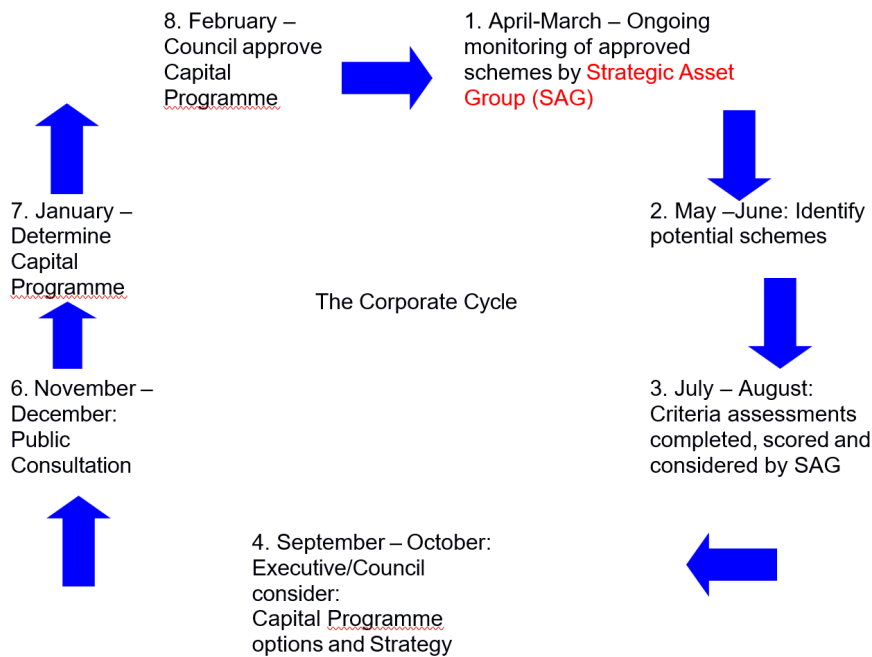 8. February –
Council approve
Capital
Programme
1. April-March – Ongoing
monitoring of approved
schemes by Strategic Asset
Group (SAG)
2. May –June: Identify
potential schemes
3. July – August:
Criteria assessments
completed, scored and
considered by SAG
4. September – October:
Executive/Council
consider:
Capital Programme
options and Strategy
6. November –
December:
Public
Consultation
7. January –
Determine
Capital
Programme
The Corporate Cycle